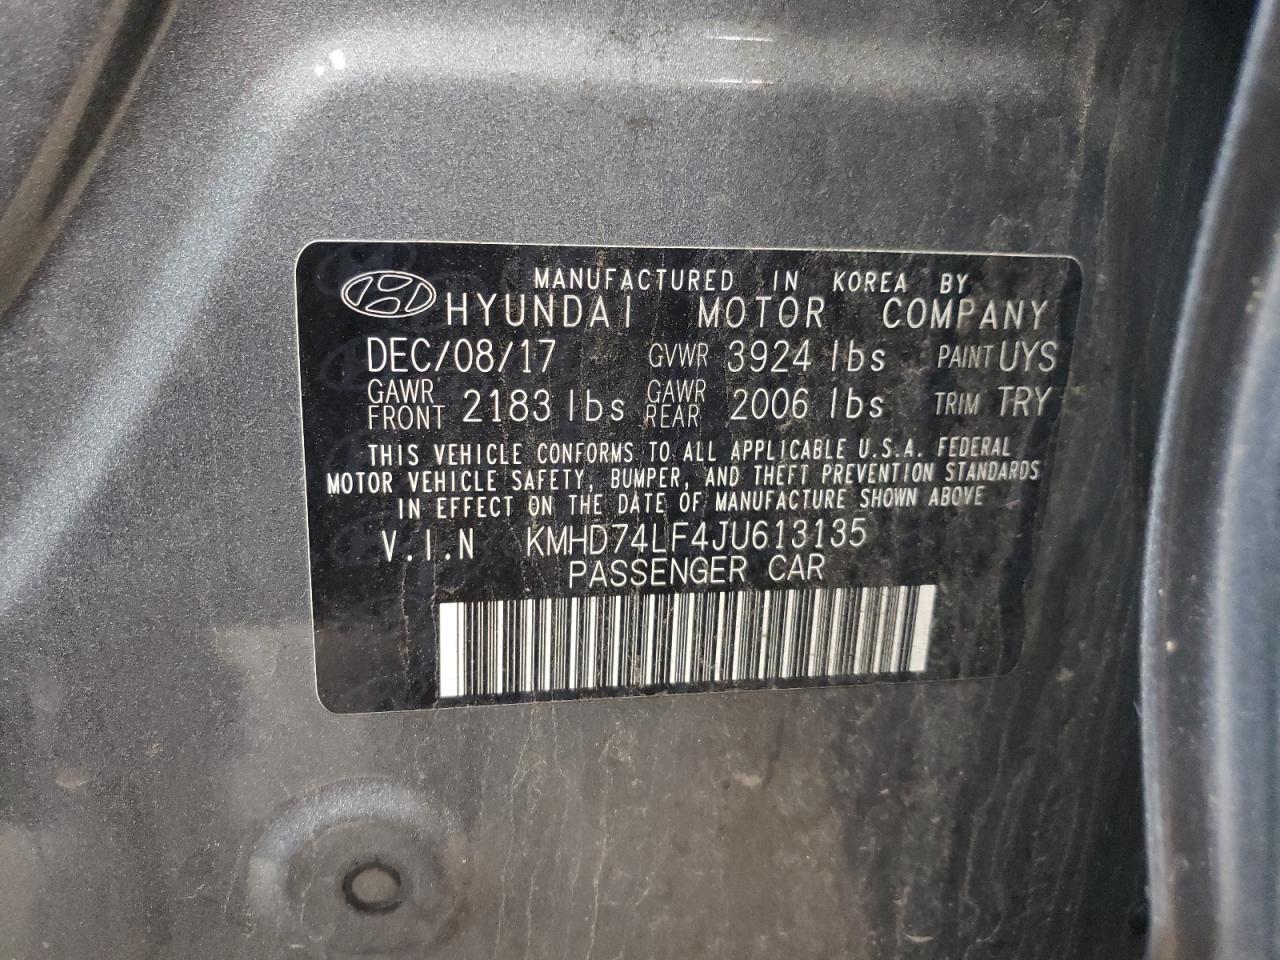 MANUFACTURED IN KOREA BY
HYUNDAI MOTOR COMPANY
DEC/08/17 GVWR 3924 lbs PAINT UYS
GAWR FRONT 2183 lbs GAWR REAR 2006 lbs TRIM TRY
THIS VEHICLE CONFORMS TO ALL APPLICABLE U.S.A. FEDERAL
MOTOR VEHICLE SAFETY, BUMPER, AND THEFT PREVENTION STANDARDS
IN EFFECT ON THE DATE OF MANUFACTURE SHOWN ABOVE
V.I.N KMHD74LF4JU613135
PASSENGER CAR